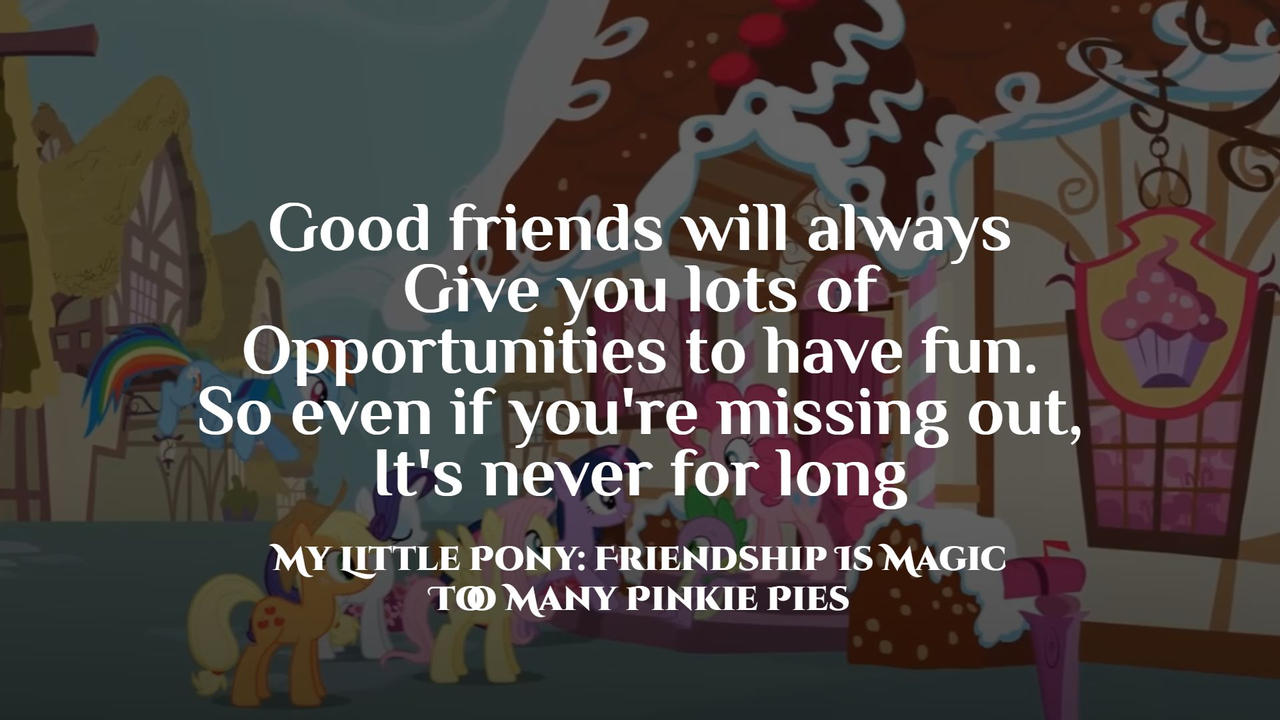 Good friends will always
Give you lots of
Opportunities to have fun.
So even if you're missing out,
It's never for long
My Little Pony: Friendship Is Magic
Too Many Pinkie Pies